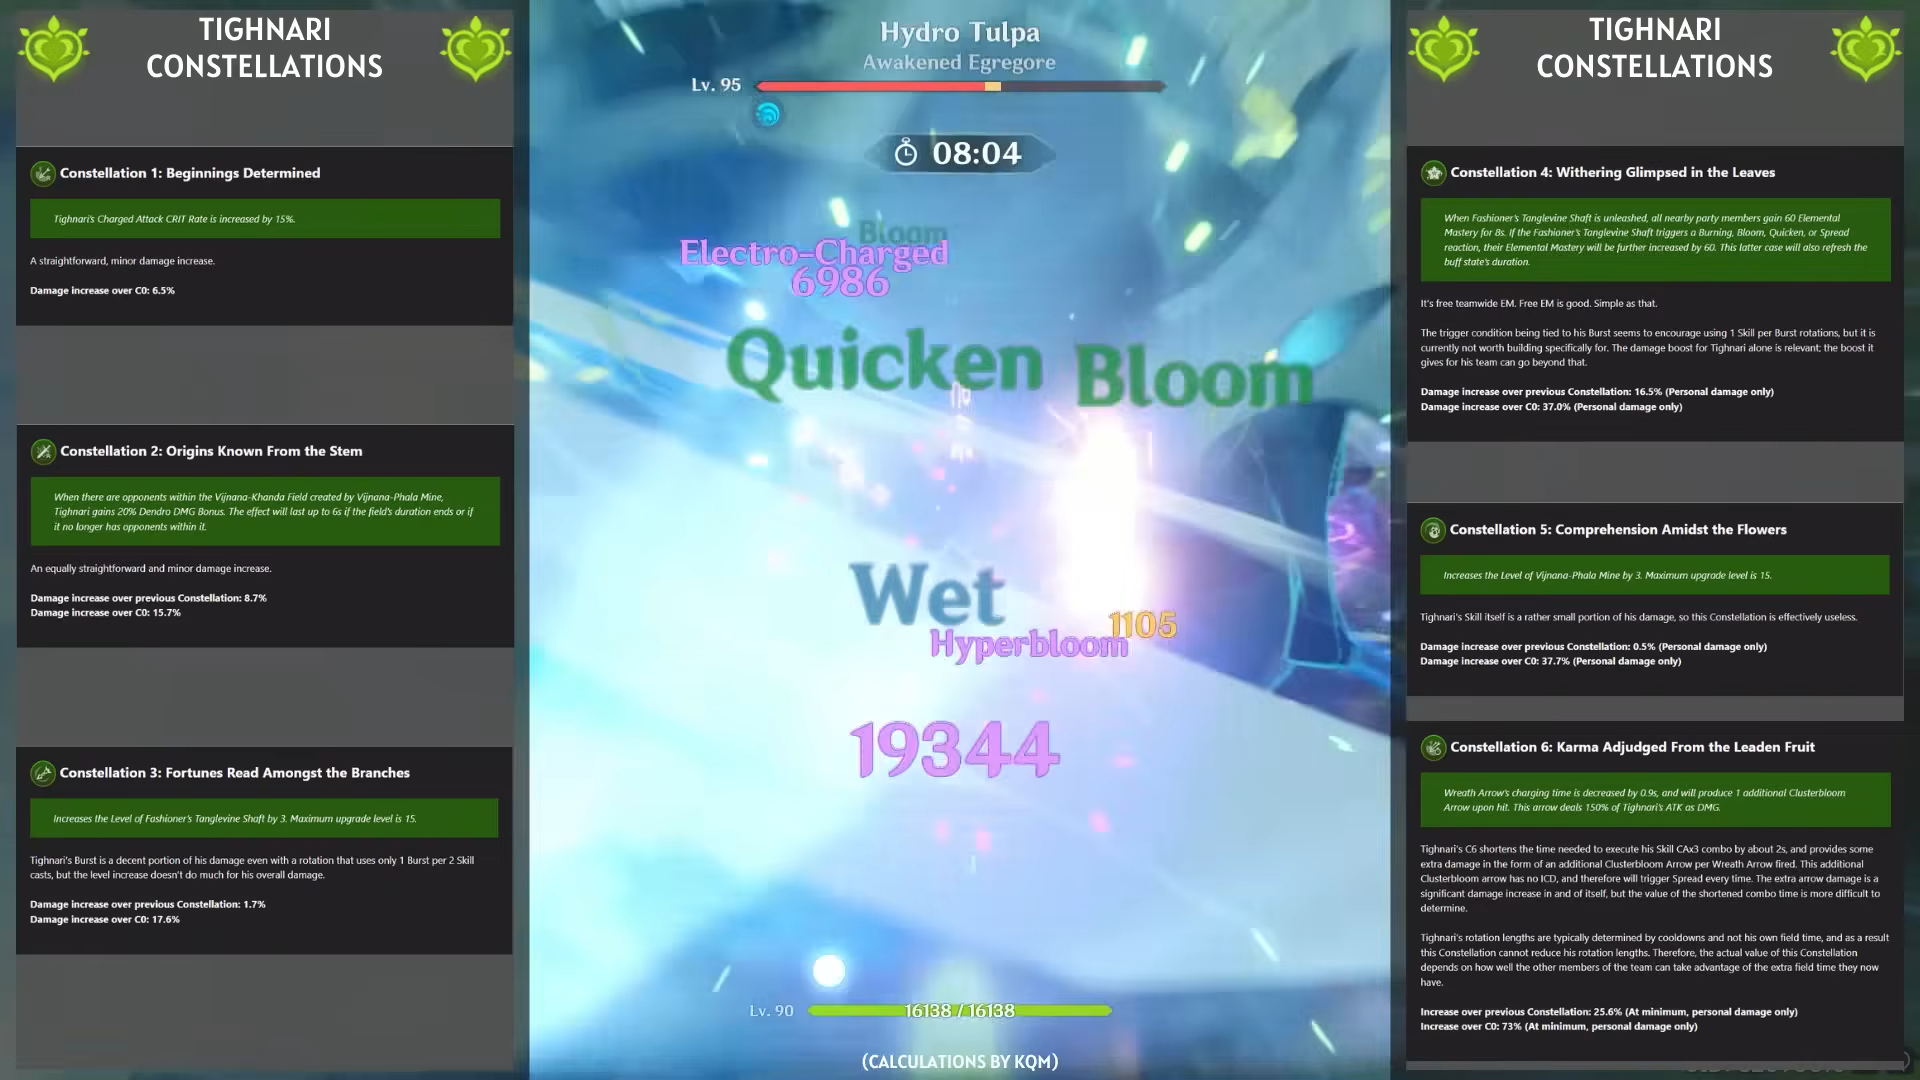 TIGHNARI
CONSTELLATIONS
Constellation 1: Beginnings Determined
Tighnari's Charged Attack CRIT Rate is increased by 15%.
A straightforward, minor damage increase.
Damage increase over C0: 6.5%
Constellation 2: Origins Known From the Stem
When there are opponents within the Vijnana-Khanda Field created by Vijnana-Phala Mine,
Tighnari gains 20% Dendro DMG Bonus. The effect will last up to 6s if the field's duration ends or if
it no longer has opponents within it.
An equally straightforward and minor damage increase.
Damage increase over previous Constellation: 8.7%
Damage increase over C0: 15.7%
Constellation 3: Fortunes Read Amongst the Branches
Increases the Level of Fashioner's Tanglevine Shaft by 3. Maximum upgrade level is 15.
Tighnari's Burst is a decent portion of his damage even with a rotation that uses only 1 Burst per 2 Skill
casts, but the level increase doesn't do much for his overall damage.
Damage increase over previous Constellation: 1.7%
Damage increase over C0: 17.6%
Hydro Tulpa
Awakened Egregore
Lv. 95
08:04
Bloom
Electro-Charged
6986
Quicken
Bloom
Wet
1105
Hyperbloom
19344
Lv. 90
16138 / 16138
(CALCULATIONS BY KQM)
TIGHNARI
CONSTELLATIONS
Constellation 4: Withering Glimpsed in the Leaves
When Fashioner's Tanglevine Shaft is unleashed, all nearby party members gain 60 Elemental
Mastery for 8s. If the Fashioner's Tanglevine Shaft triggers a Burning, Bloom, Quicken, or Spread
reaction, their Elemental Mastery will be further increased by 60. This latter case will also refresh the
buff state's duration.
It's free teamwide EM. Free EM is good. Simple as that.
The trigger condition being tied to his Burst seems to encourage using 1 Skill per Burst rotations, but it is
currently not worth building specifically for. The damage boost for Tighnari alone is relevant; the boost it
gives for his team can go beyond that.
Damage increase over previous Constellation: 16.5% (Personal damage only)
Damage increase over C0: 37.0% (Personal damage only)
Constellation 5: Comprehension Amidst the Flowers
Increases the Level of Vijnana-Phala Mine by 3. Maximum upgrade level is 15.
Tighnari's Skill itself is a rather small portion of his damage, so this Constellation is effectively useless.
Damage increase over previous Constellation: 0.5% (Personal damage only)
Damage increase over C0: 37.7% (Personal damage only)
Constellation 6: Karma Adjudged From the Leaden Fruit
Wreath Arrow's charging time is decreased by 0.9s, and will produce 1 additional Clusterbloom
Arrow upon hit. This arrow deals 150% of Tighnari's ATK as DMG.
Tighnari's C6 shortens the time needed to execute his Skill CAx3 combo by about 2s, and provides some
extra damage in the form of an additional Clusterbloom Arrow per Wreath Arrow fired. This additional
Clusterbloom arrow has no ICD, and therefore will trigger Spread every time. The extra arrow damage is a
significant damage increase in and of itself, but the value of the shortened combo time is more difficult to
determine.
Tighnari's rotation lengths are typically determined by cooldowns and not his own field time, and as a result
this Constellation cannot reduce his rotation lengths. Therefore, the actual value of this Constellation
depends on how well the other members of the team can take advantage of the extra field time they now
have.
Increase over previous Constellation: 25.6% (At minimum, personal damage only)
Increase over C0: 73% (At minimum, personal damage only)